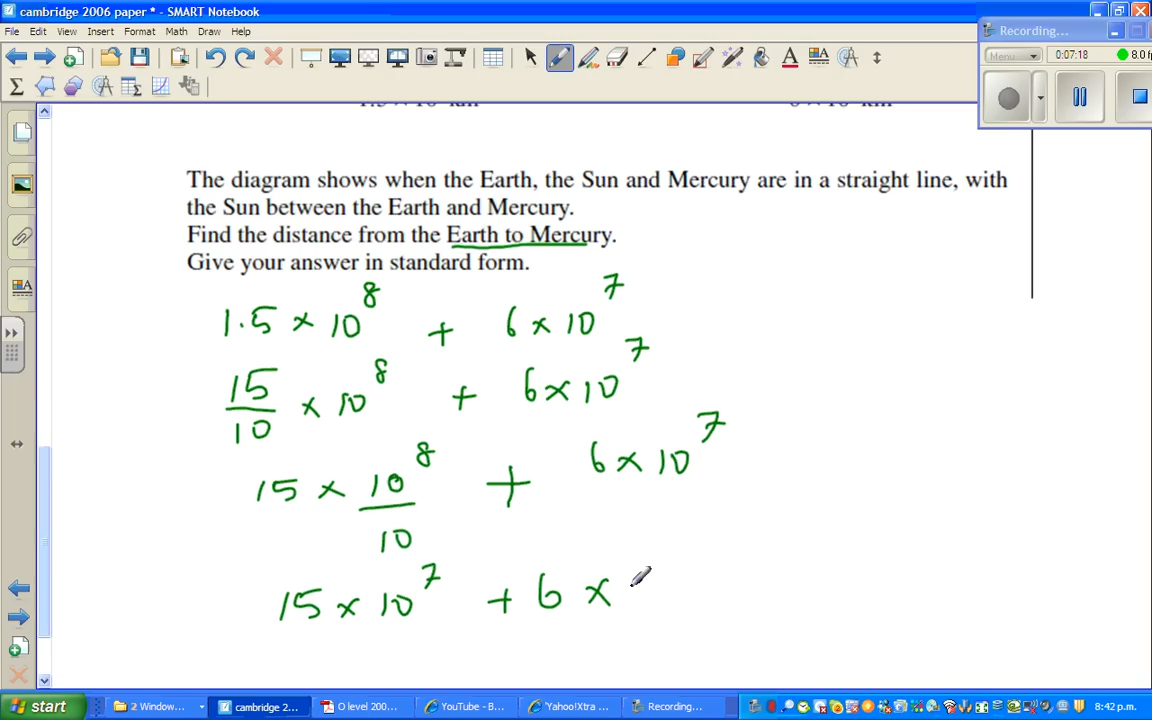 cambridge 2006 paper * - SMART Notebook
File Edit View Insert Format Math Draw Help
Recording...
Menu 00:07:18 8.0 f
The diagram shows when the Earth, the Sun and Mercury are in a straight line, with
the Sun between the Earth and Mercury.
Find the distance from the Earth to Mercury.
Give your answer in standard form.
1.5 × 10^8 + 6 × 10^7
15/10 × 10^8 + 6 × 10^7
15 × 10^8/10 + 6 × 10^7
15 × 10^7 + 6 ×
start 2 Window... cambridge 2... O level 200... YouTube - B... 'Yahoo!Xtra ... Recording... 8:42 p.m.